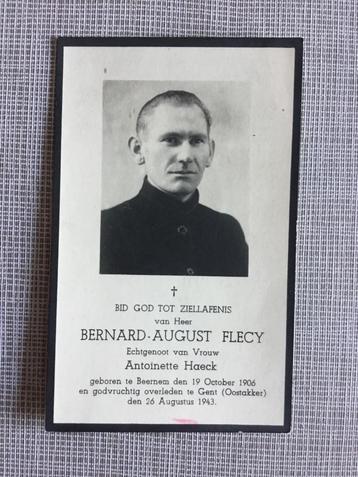 BID GOD TOT ZIELLAFENIS
van Heer
BERNARD-AUGUST FLECY
Echtgenoot van Vrouw
Antoinette Haeck
geboren te Beernem den 19 October 1906
en godvruchtig overleden te Gent (Oostakker)
den 26 Augustus 1943.